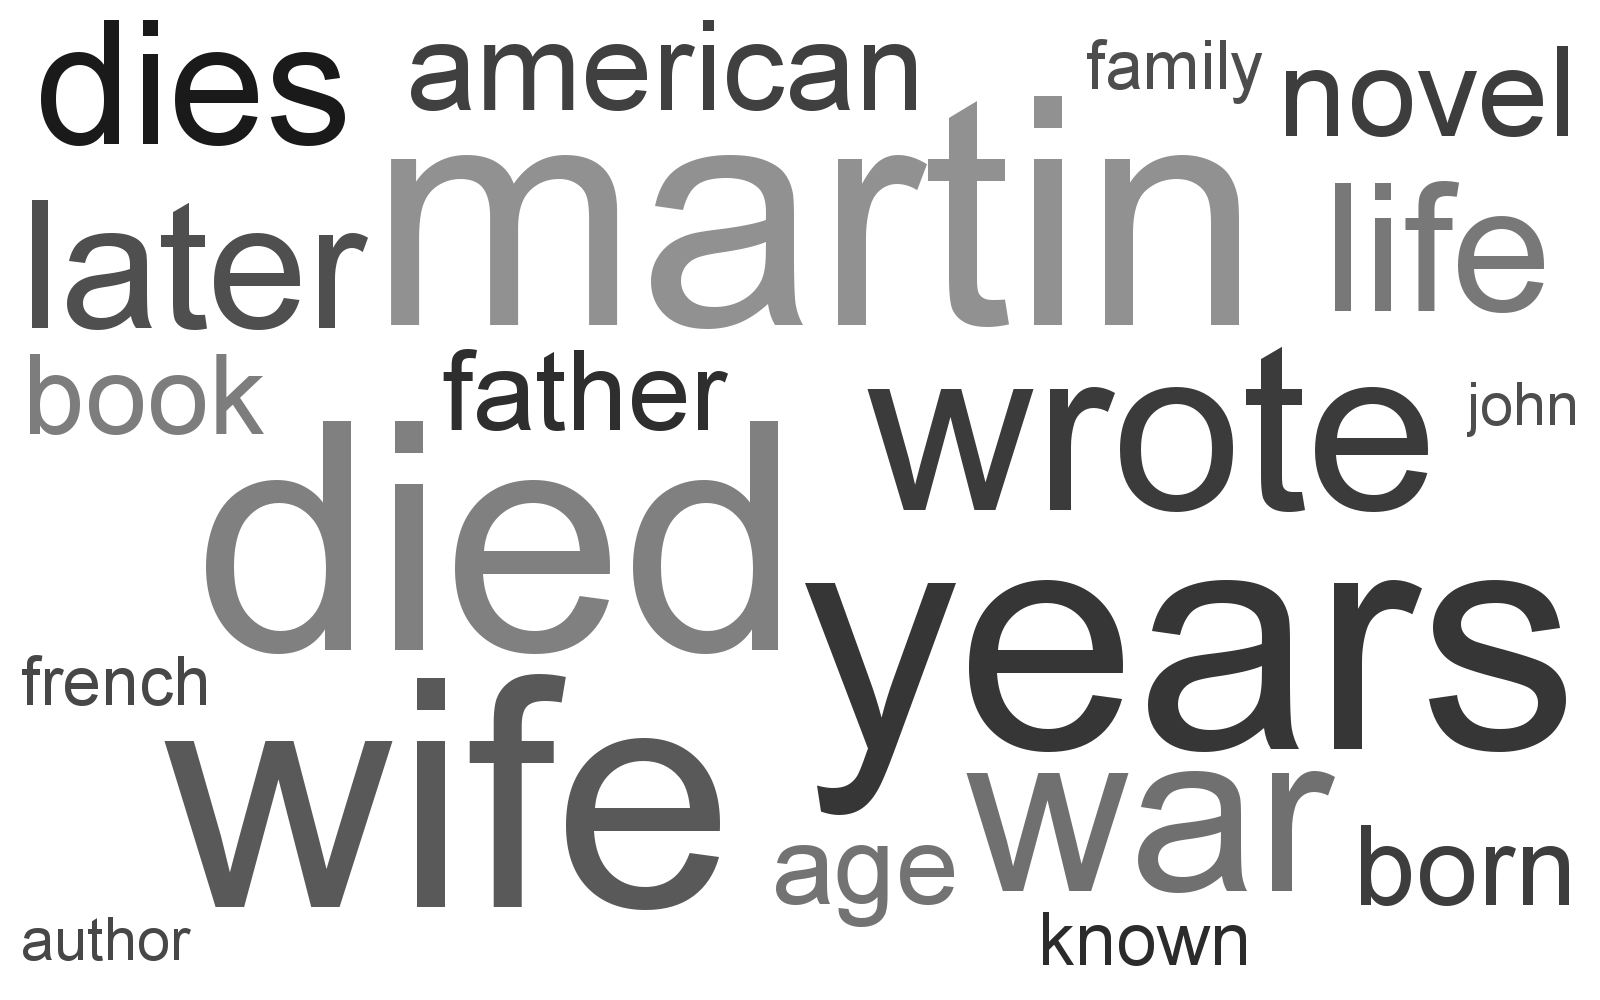 dies american family novel
later martin life
book father wrote john
died years
french wife war
age born
author known